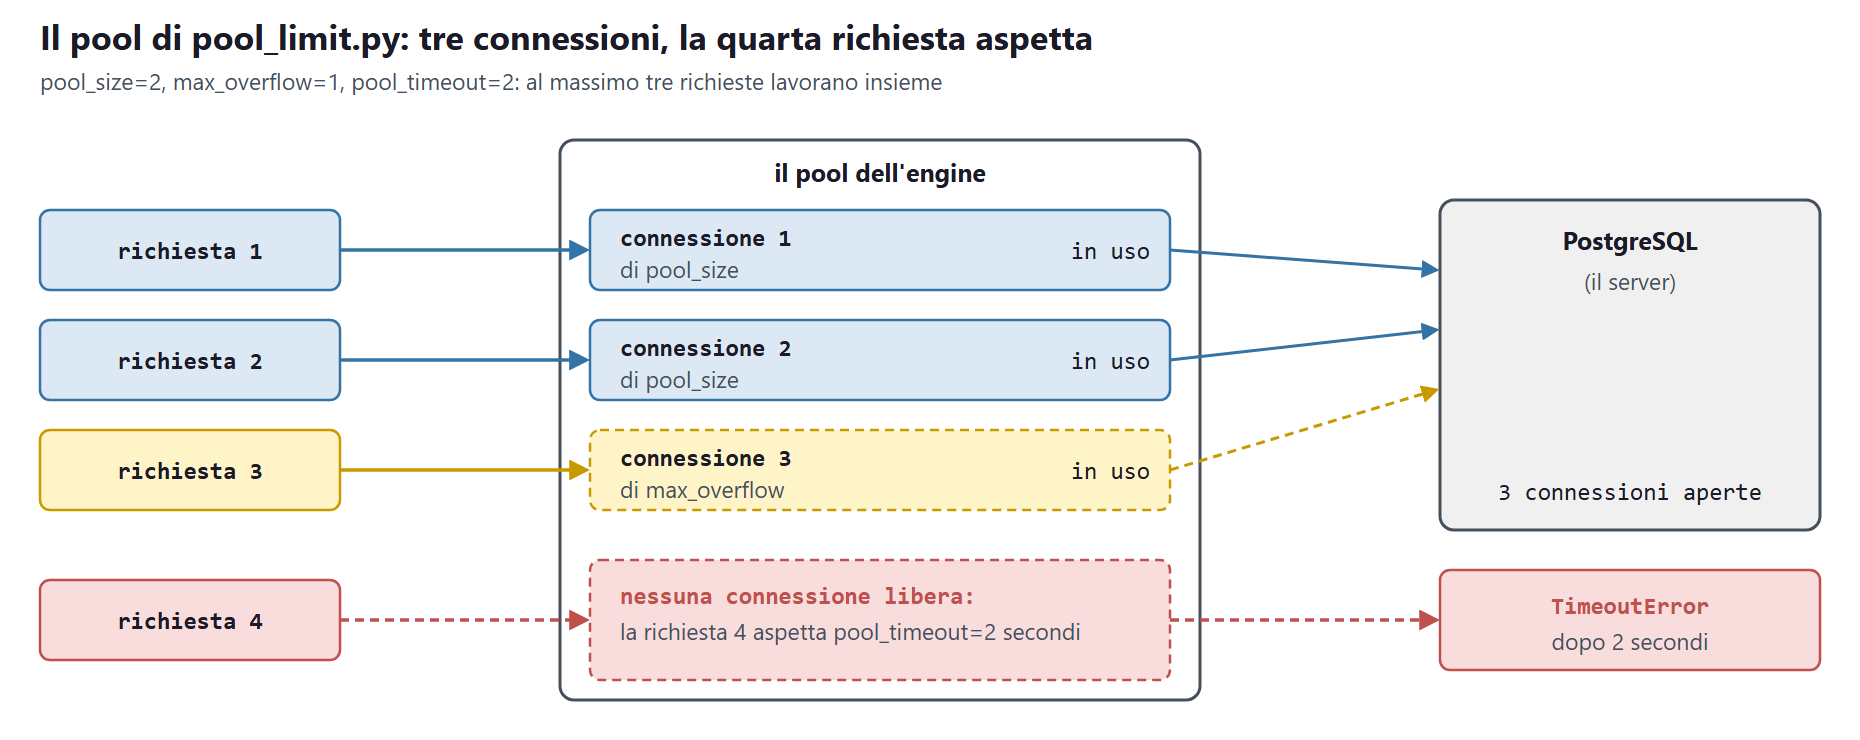 Il pool di pool_limit.py: tre connessioni, la quarta richiesta aspetta
pool_size=2, max_overflow=1, pool_timeout=2: al massimo tre richieste lavorano insieme
il pool dell'engine
richiesta 1
connessione 1
di pool_size
in uso
richiesta 2
connessione 2
di pool_size
in uso
richiesta 3
connessione 3
di max_overflow
in uso
PostgreSQL
(il server)
3 connessioni aperte
richiesta 4
nessuna connessione libera:
la richiesta 4 aspetta pool_timeout=2 secondi
TimeoutError
dopo 2 secondi